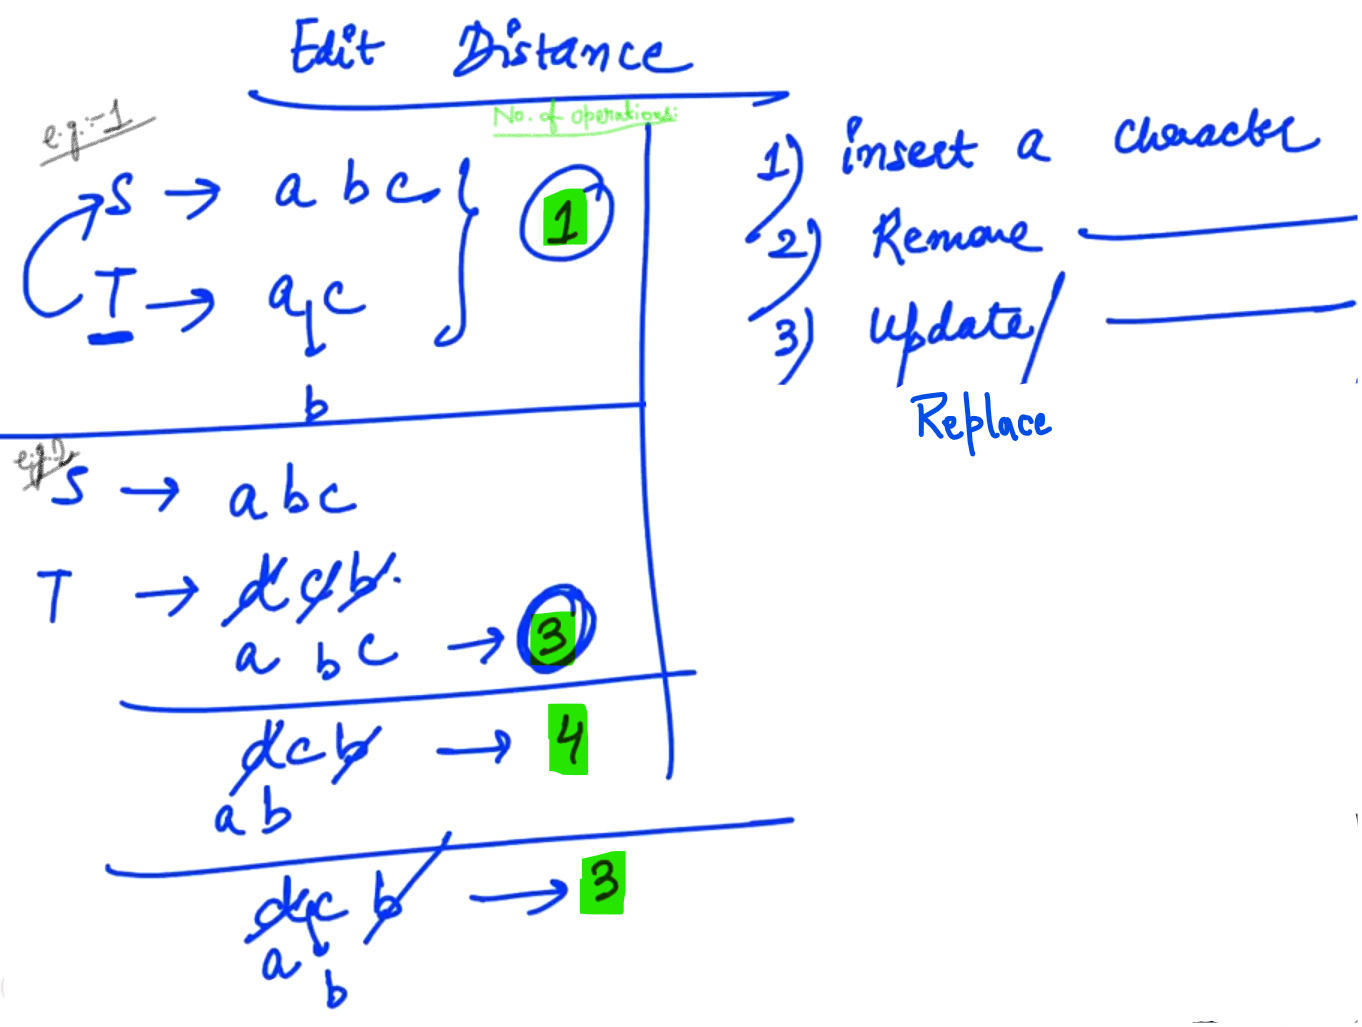 Edit Distance
No. of operations:
e.g:-1
S → a b c } 1
T → a c
b
e.g.2
S → a b c
T → d c b
a b c → 3
d c b → 4
a b
d c b → 3
a
b
1) insert a character
2) Remove
3) Update/
Replace